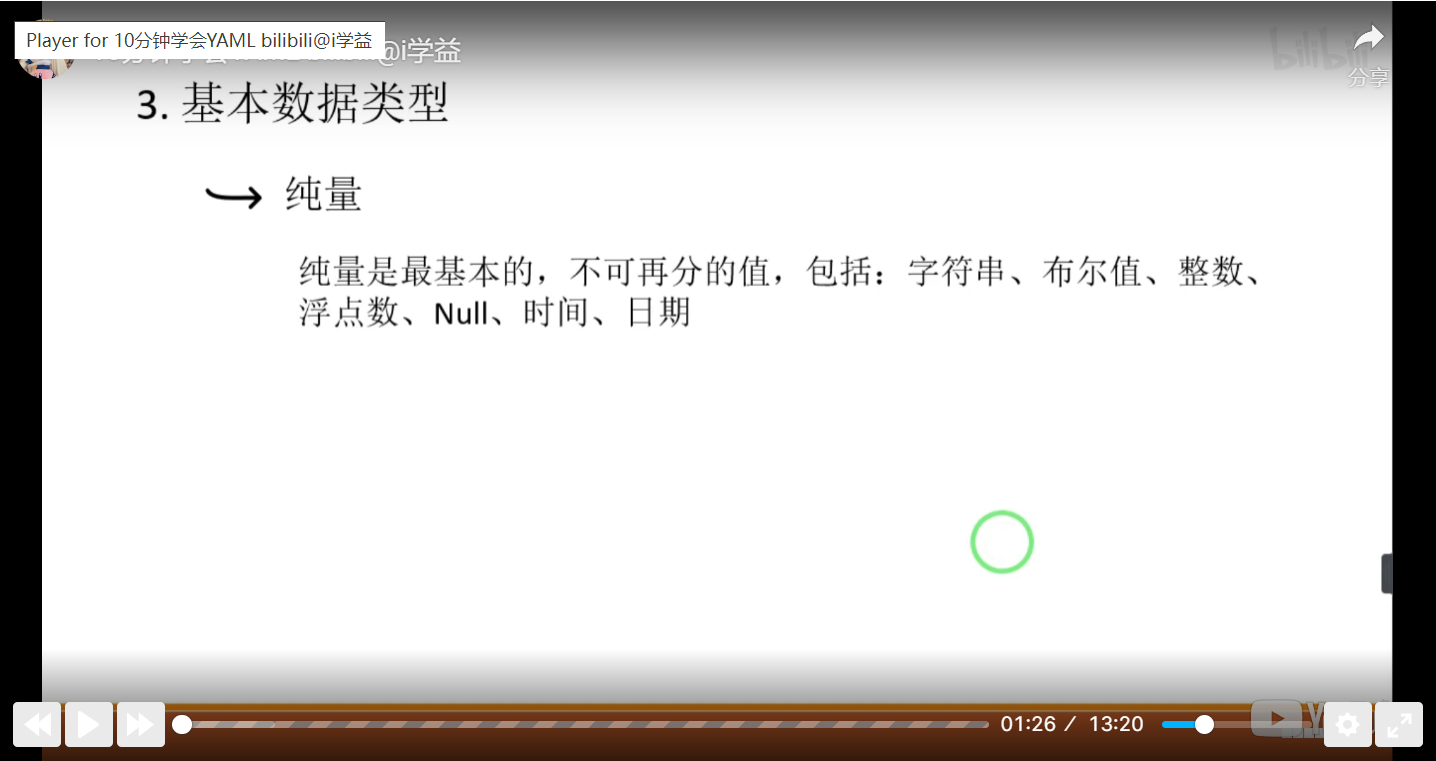 Player for 10分钟学会YAML bilibili@i学益
@i学益
bilibili
分享
3. 基本数据类型
纯量
纯量是最基本的，不可再分的值，包括：字符串、布尔值、整数、
浮点数、Null、时间、日期
01:26 / 13:20